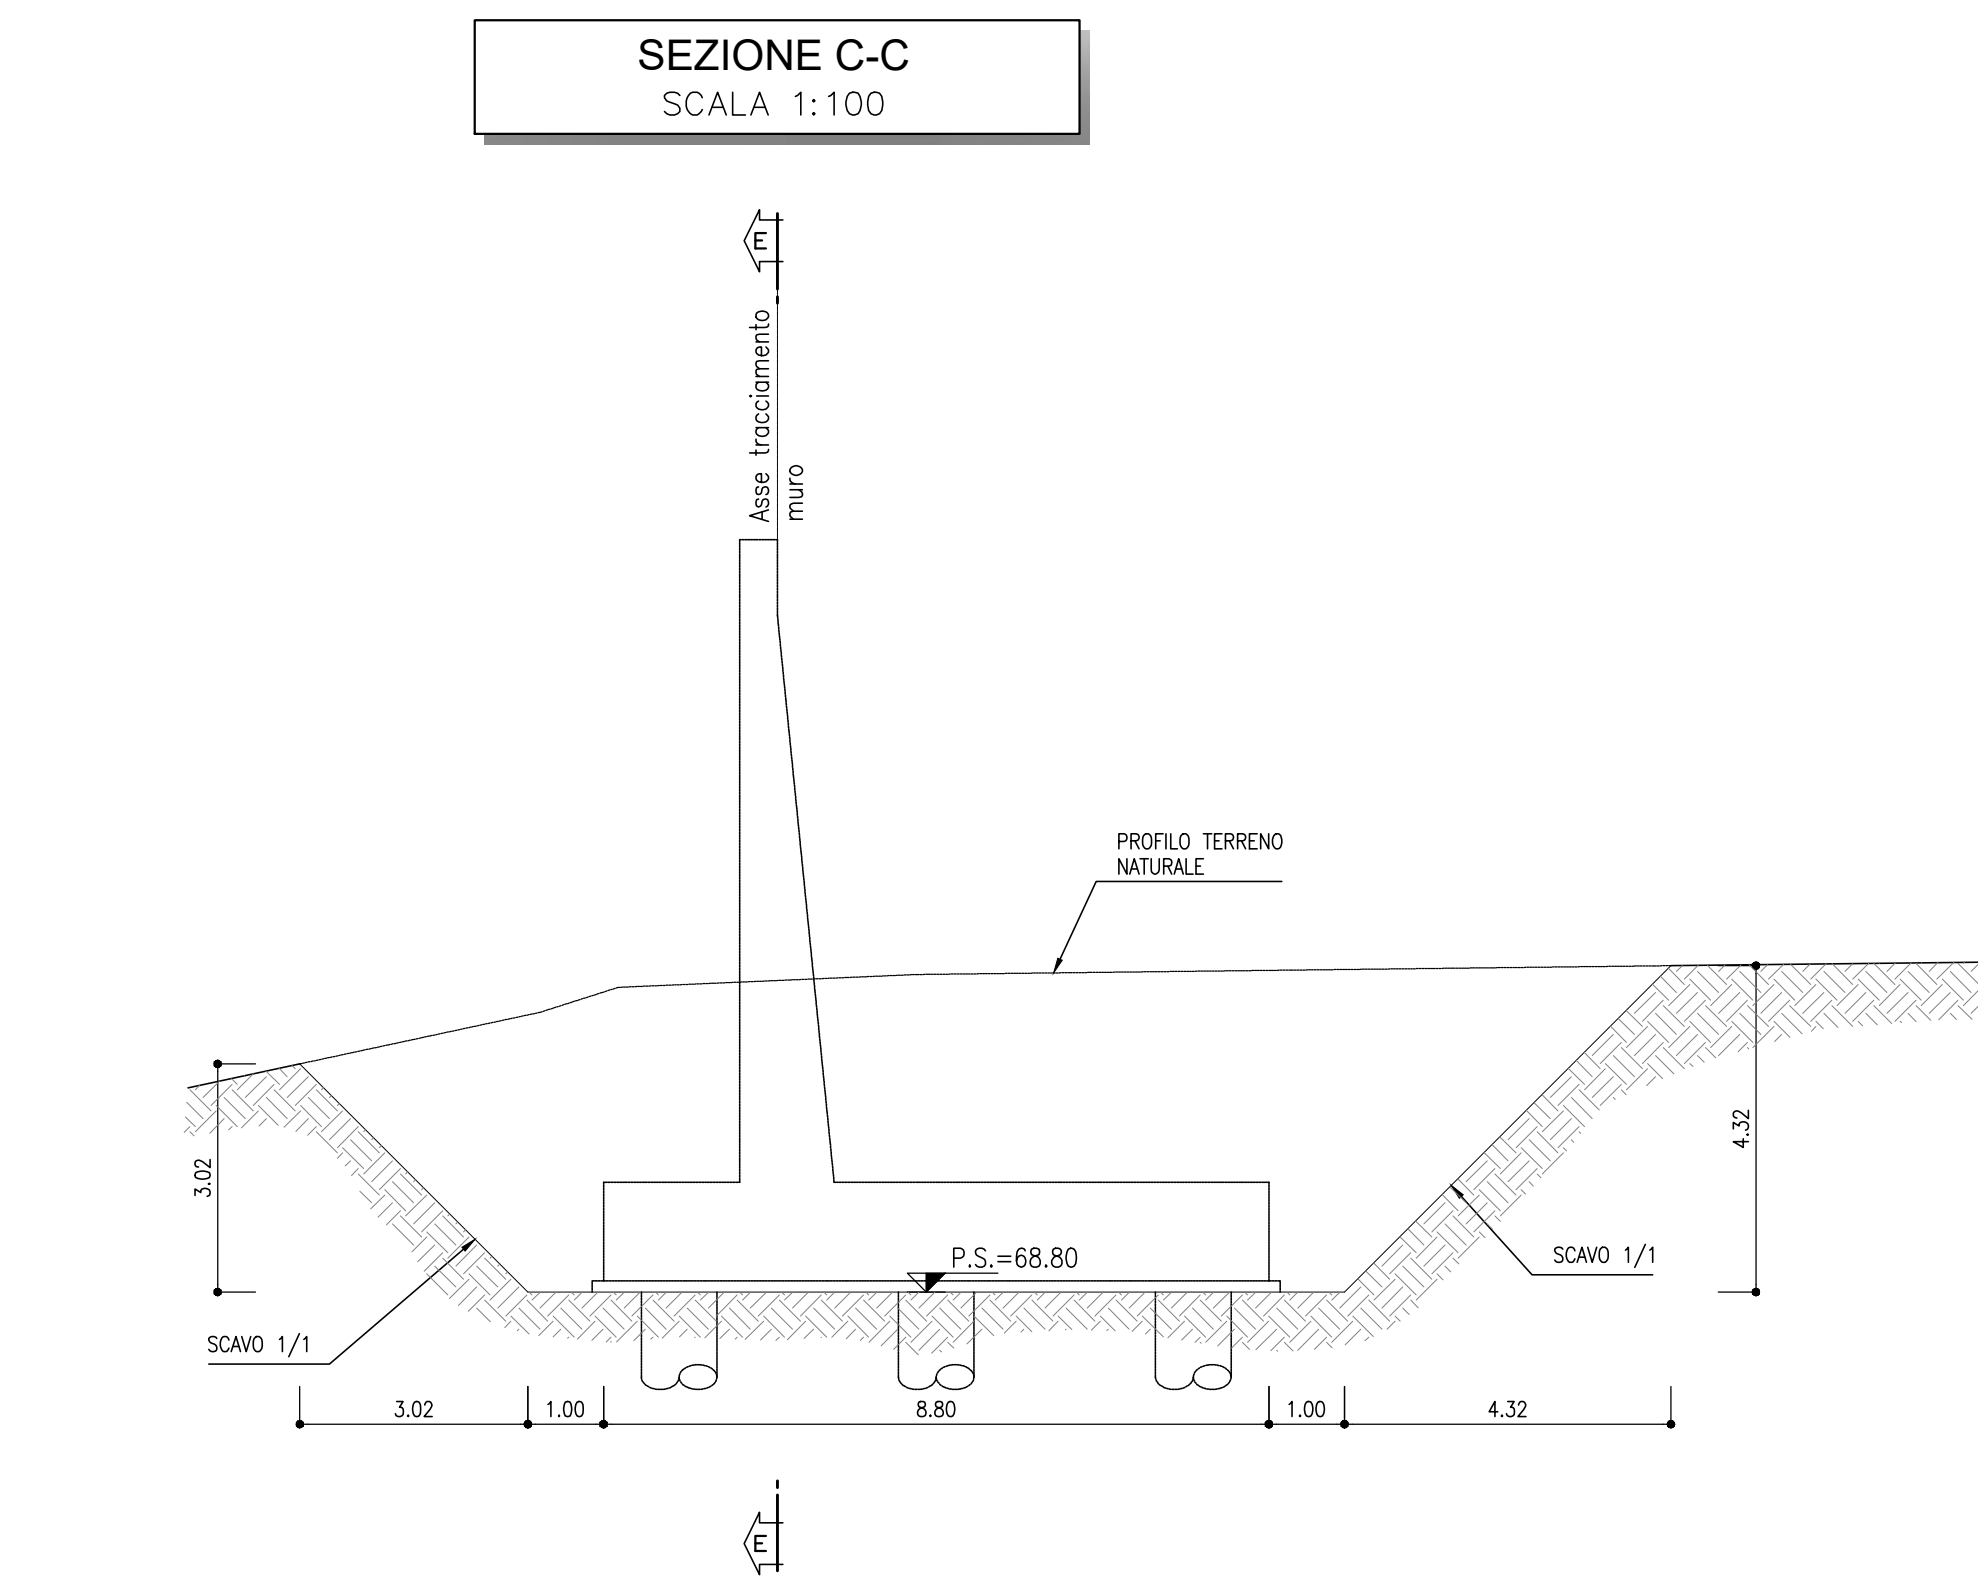 SEZIONE C-C
SCALA 1:100
E
Asse tracciamento
muro
PROFILO TERRENO
NATURALE
3.02
4.32
P.S.=68.80
SCAVO 1/1
SCAVO 1/1
3.02
1.00
8.80
1.00
4.32
E